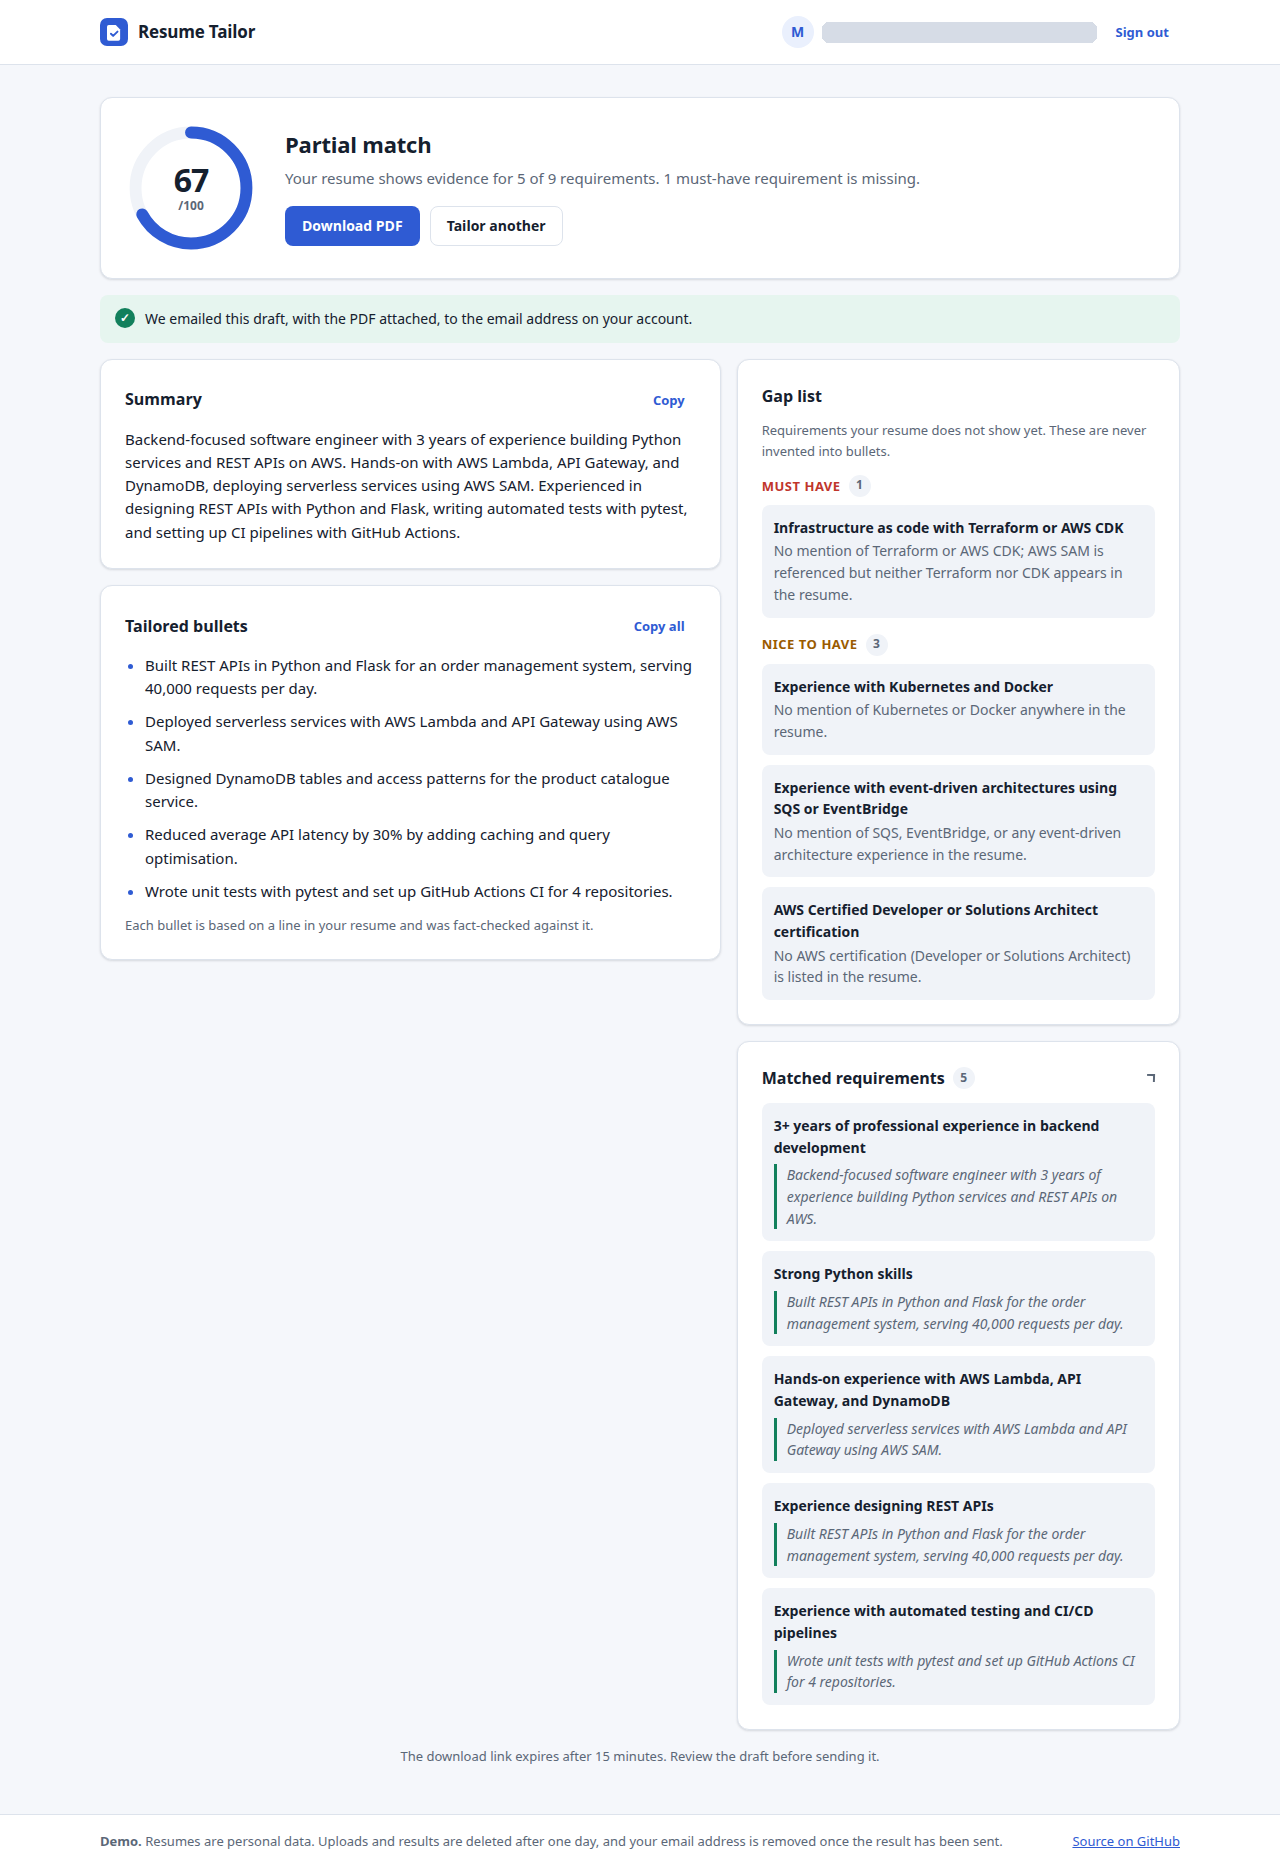 Resume Tailor
M
Sign out
67
/100
Partial match
Your resume shows evidence for 5 of 9 requirements. 1 must-have requirement is missing.
Download PDF
Tailor another
We emailed this draft, with the PDF attached, to the email address on your account.
Summary
Copy
Backend-focused software engineer with 3 years of experience building Python
services and REST APIs on AWS. Hands-on with AWS Lambda, API Gateway, and
DynamoDB, deploying serverless services using AWS SAM. Experienced in
designing REST APIs with Python and Flask, writing automated tests with pytest,
and setting up CI pipelines with GitHub Actions.
Tailored bullets
Copy all
Built REST APIs in Python and Flask for an order management system, serving
40,000 requests per day.
Deployed serverless services with AWS Lambda and API Gateway using AWS
SAM.
Designed DynamoDB tables and access patterns for the product catalogue
service.
Reduced average API latency by 30% by adding caching and query
optimisation.
Wrote unit tests with pytest and set up GitHub Actions CI for 4 repositories.
Each bullet is based on a line in your resume and was fact-checked against it.
Gap list
Requirements your resume does not show yet. These are never
invented into bullets.
MUST HAVE 1
Infrastructure as code with Terraform or AWS CDK
No mention of Terraform or AWS CDK; AWS SAM is
referenced but neither Terraform nor CDK appears in
the resume.
NICE TO HAVE 3
Experience with Kubernetes and Docker
No mention of Kubernetes or Docker anywhere in the
resume.
Experience with event-driven architectures using
SQS or EventBridge
No mention of SQS, EventBridge, or any event-driven
architecture experience in the resume.
AWS Certified Developer or Solutions Architect
certification
No AWS certification (Developer or Solutions Architect)
is listed in the resume.
Matched requirements 5
3+ years of professional experience in backend
development
Backend-focused software engineer with 3 years of
experience building Python services and REST APIs on
AWS.
Strong Python skills
Built REST APIs in Python and Flask for the order
management system, serving 40,000 requests per day.
Hands-on experience with AWS Lambda, API
Gateway, and DynamoDB
Deployed serverless services with AWS Lambda and API
Gateway using AWS SAM.
Experience designing REST APIs
Built REST APIs in Python and Flask for the order
management system, serving 40,000 requests per day.
Experience with automated testing and CI/CD
pipelines
Wrote unit tests with pytest and set up GitHub Actions CI
for 4 repositories.
The download link expires after 15 minutes. Review the draft before sending it.
Demo. Resumes are personal data. Uploads and results are deleted after one day, and your email address is removed once the result has been sent.
Source on GitHub